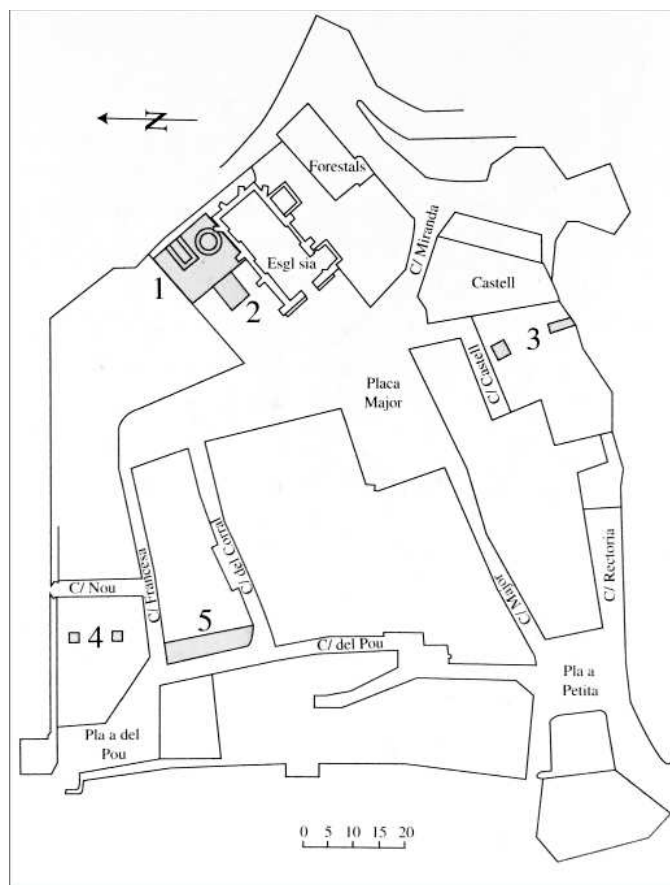 N
Forestals
C/ Miranda
Esgl sia
Castell
1
2
3
C/ Castell
Placa
Major
C/ Francesa
C/ del Corral
C/ Nou
C/ Major
C/ Rectoria
4
5
C/ del Pou
Pla a
Petita
Pla a del
Pou
0 5 10 15 20